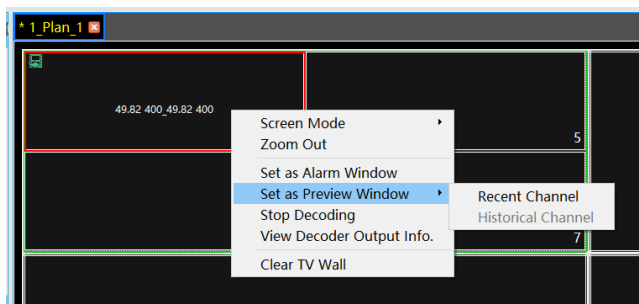 * 1_Plan_1
49.82 400_49.82 400
Screen Mode
Zoom Out
5
Set as Alarm Window
Set as Preview Window
Recent Channel
Stop Decoding
Historical Channel
View Decoder Output Info.
7
Clear TV Wall